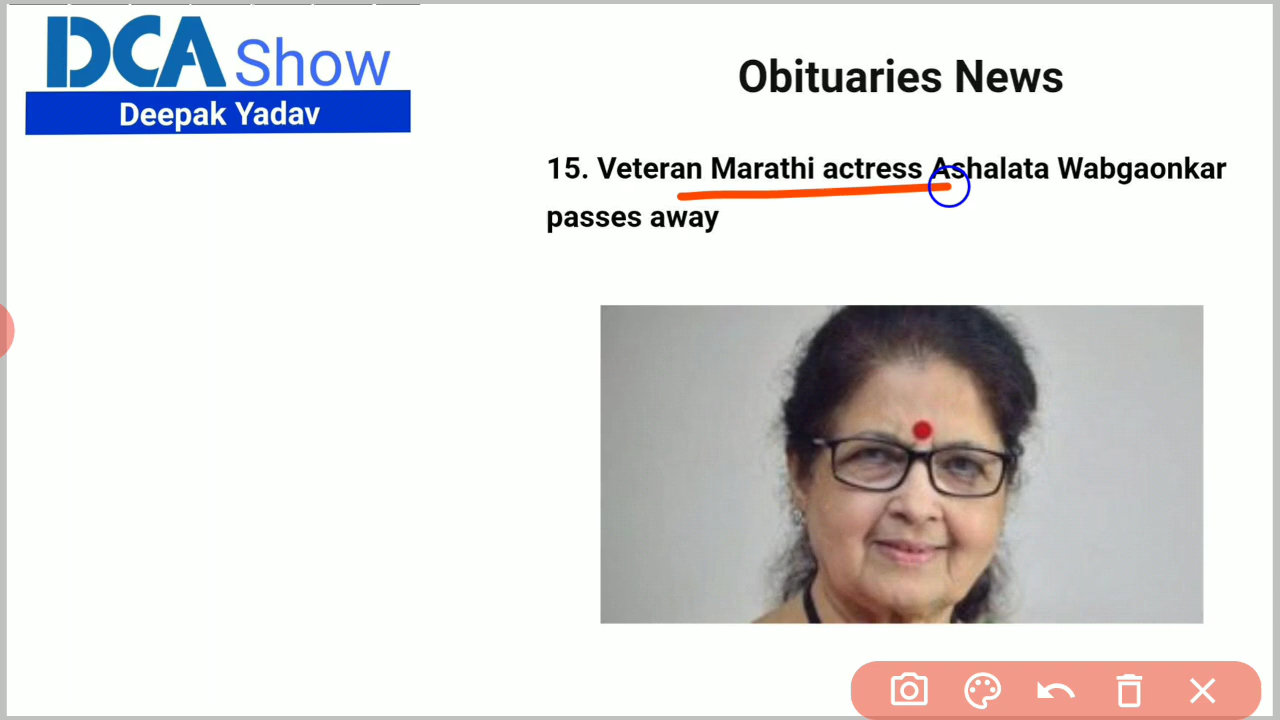 DCA Show
Deepak Yadav
Obituaries News
15. Veteran Marathi actress Ashalata Wabgaonkar
passes away